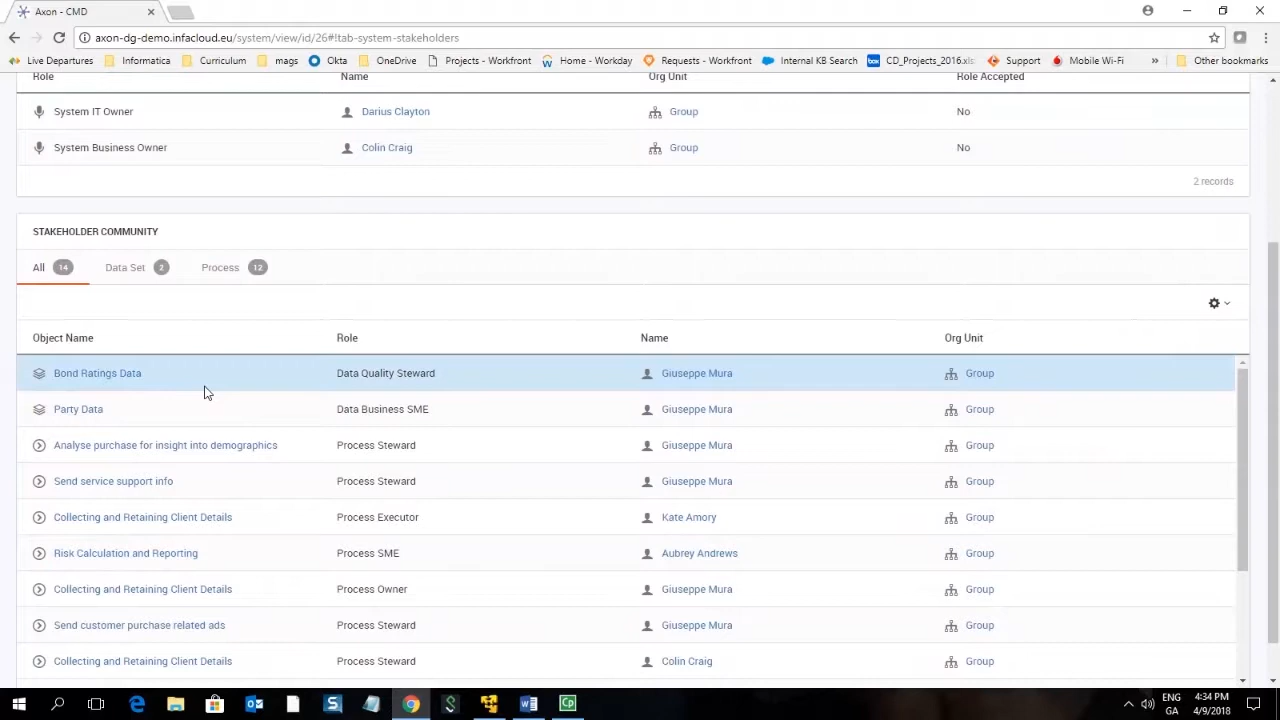 Axon - CMD
axon-dg-demo.infacloud.eu/system/view/id/26#!tab-system-stakeholders
Live Departures Informatica Curriculum mags Okta OneDrive Projects - Workfront Home - Workday Requests - Workfront Internal KB Search CD_Projects_2016.xls Support Mobile Wi-Fi » Other bookmarks
Role Name Org Unit Role Accepted
System IT Owner Darius Clayton Group No
System Business Owner Colin Craig Group No
2 records
STAKEHOLDER COMMUNITY
All 14 Data Set 2 Process 12
Object Name Role Name Org Unit
Bond Ratings Data Data Quality Steward Giuseppe Mura Group
Party Data Data Business SME Giuseppe Mura Group
Analyse purchase for insight into demographics Process Steward Giuseppe Mura Group
Send service support info Process Steward Giuseppe Mura Group
Collecting and Retaining Client Details Process Executor Kate Amory Group
Risk Calculation and Reporting Process SME Aubrey Andrews Group
Collecting and Retaining Client Details Process Owner Giuseppe Mura Group
Send customer purchase related ads Process Steward Giuseppe Mura Group
Collecting and Retaining Client Details Process Steward Colin Craig Group
ENG 4:34 PM
GA 4/9/2018